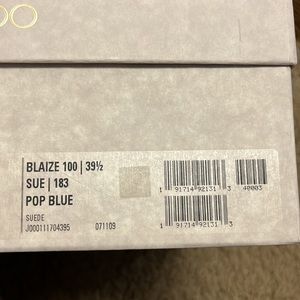 OO
BLAIZE 100 | 39½
SUE | 183
POP BLUE
SUEDE
J000111704395 071109
1 91714 92131 3 40003
1 91714 92131 3